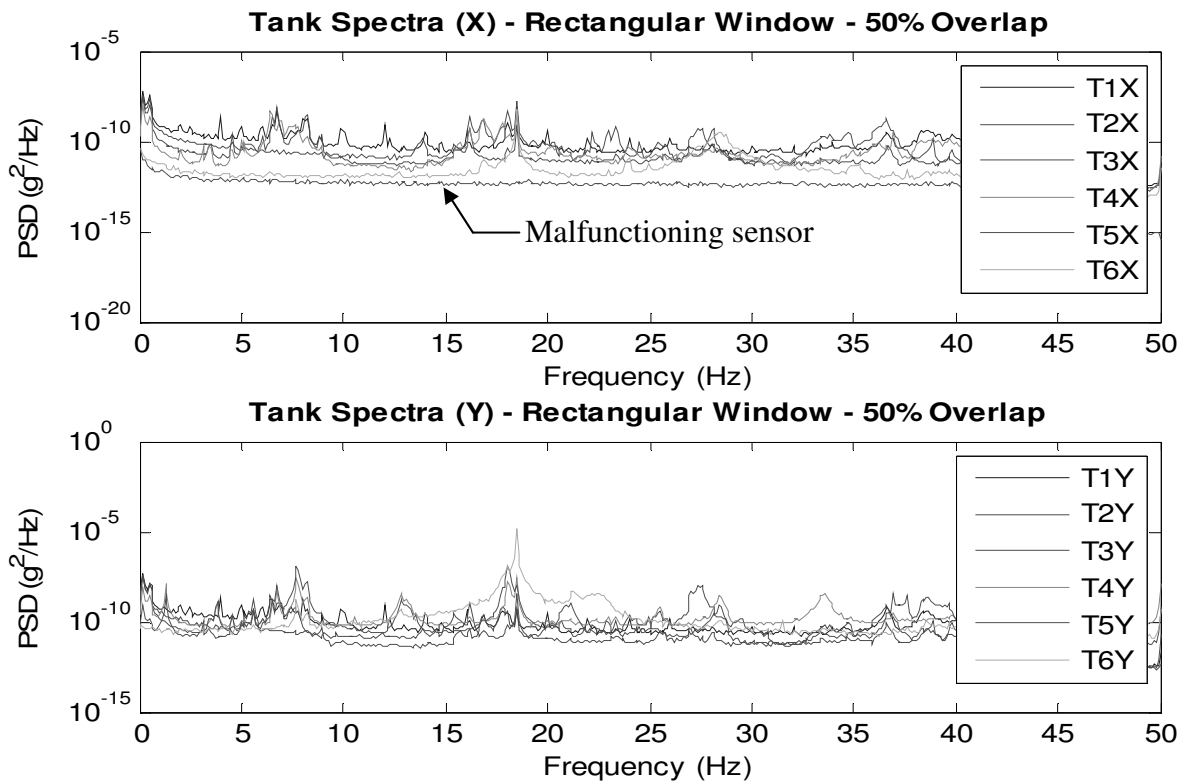 Tank Spectra (X) - Rectangular Window - 50% Overlap
10^-5
10^-10
10^-15
10^-20
PSD (g^2/Hz)
T1X
T2X
T3X
T4X
T5X
T6X
Malfunctioning sensor
0 5 10 15 20 25 30 35 40 45 50
Frequency (Hz)
Tank Spectra (Y) - Rectangular Window - 50% Overlap
10^0
10^-5
10^-10
10^-15
PSD (g^2/Hz)
T1Y
T2Y
T3Y
T4Y
T5Y
T6Y
0 5 10 15 20 25 30 35 40 45 50
Frequency (Hz)